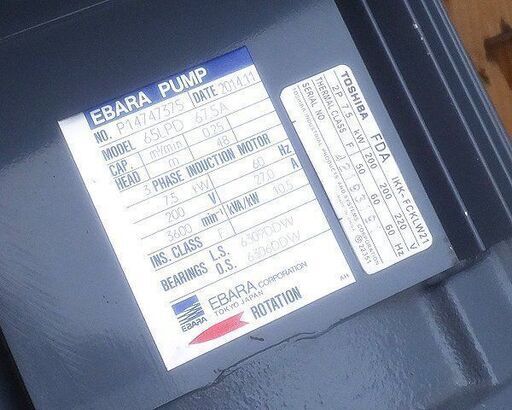 EBARA PUMP
NO. P14747375 DATE 2014.11
MODEL 65LPD 67.5A
CAP. m³/min 0.25
HEAD m 48
3 PHASE INDUCTION MOTOR
7.5 kW 60 Hz
200 V 27.0 A
3600 min⁻¹ kVA/kW 10.5
INS. CLASS F
BEARINGS L.S. 6309DDW
O.S. 6306DDW
EBARA CORPORATION
TOKYO JAPAN
EBARA
ROTATION
TOSHIBA FDA IKK-FCKLW21
2P 7.5 kW 200 200 220 V
THERMAL CLASS F 50 60 60 Hz
SERIAL NO